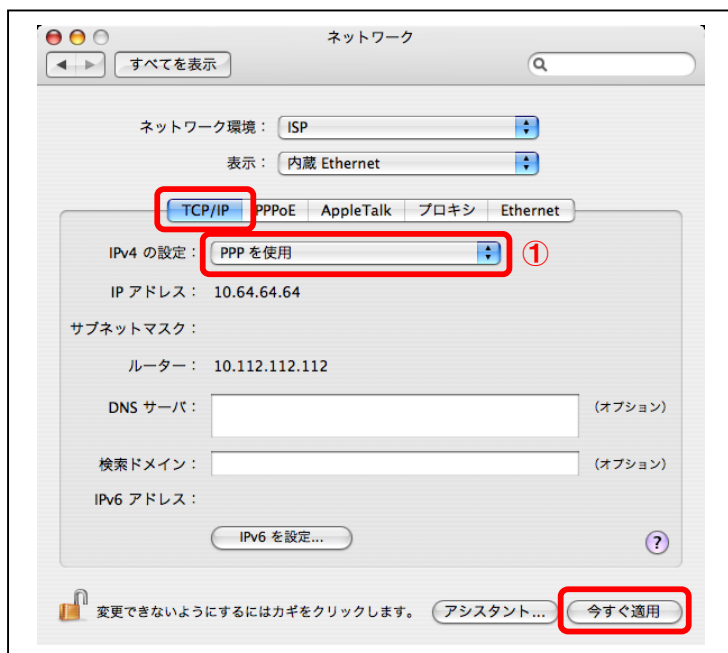 ネットワーク
すべてを表示
ネットワーク環境： ISP
表示： 内蔵 Ethernet
TCP/IP PPPoE AppleTalk プロキシ Ethernet
IPv4 の設定： PPP を使用 ①
IP アドレス： 10.64.64.64
サブネットマスク：
ルーター： 10.112.112.112
DNS サーバ： (オプション)
検索ドメイン： (オプション)
IPv6 アドレス：
IPv6 を設定... ?
変更できないようにするにはカギをクリックします。 アシスタント... 今すぐ適用